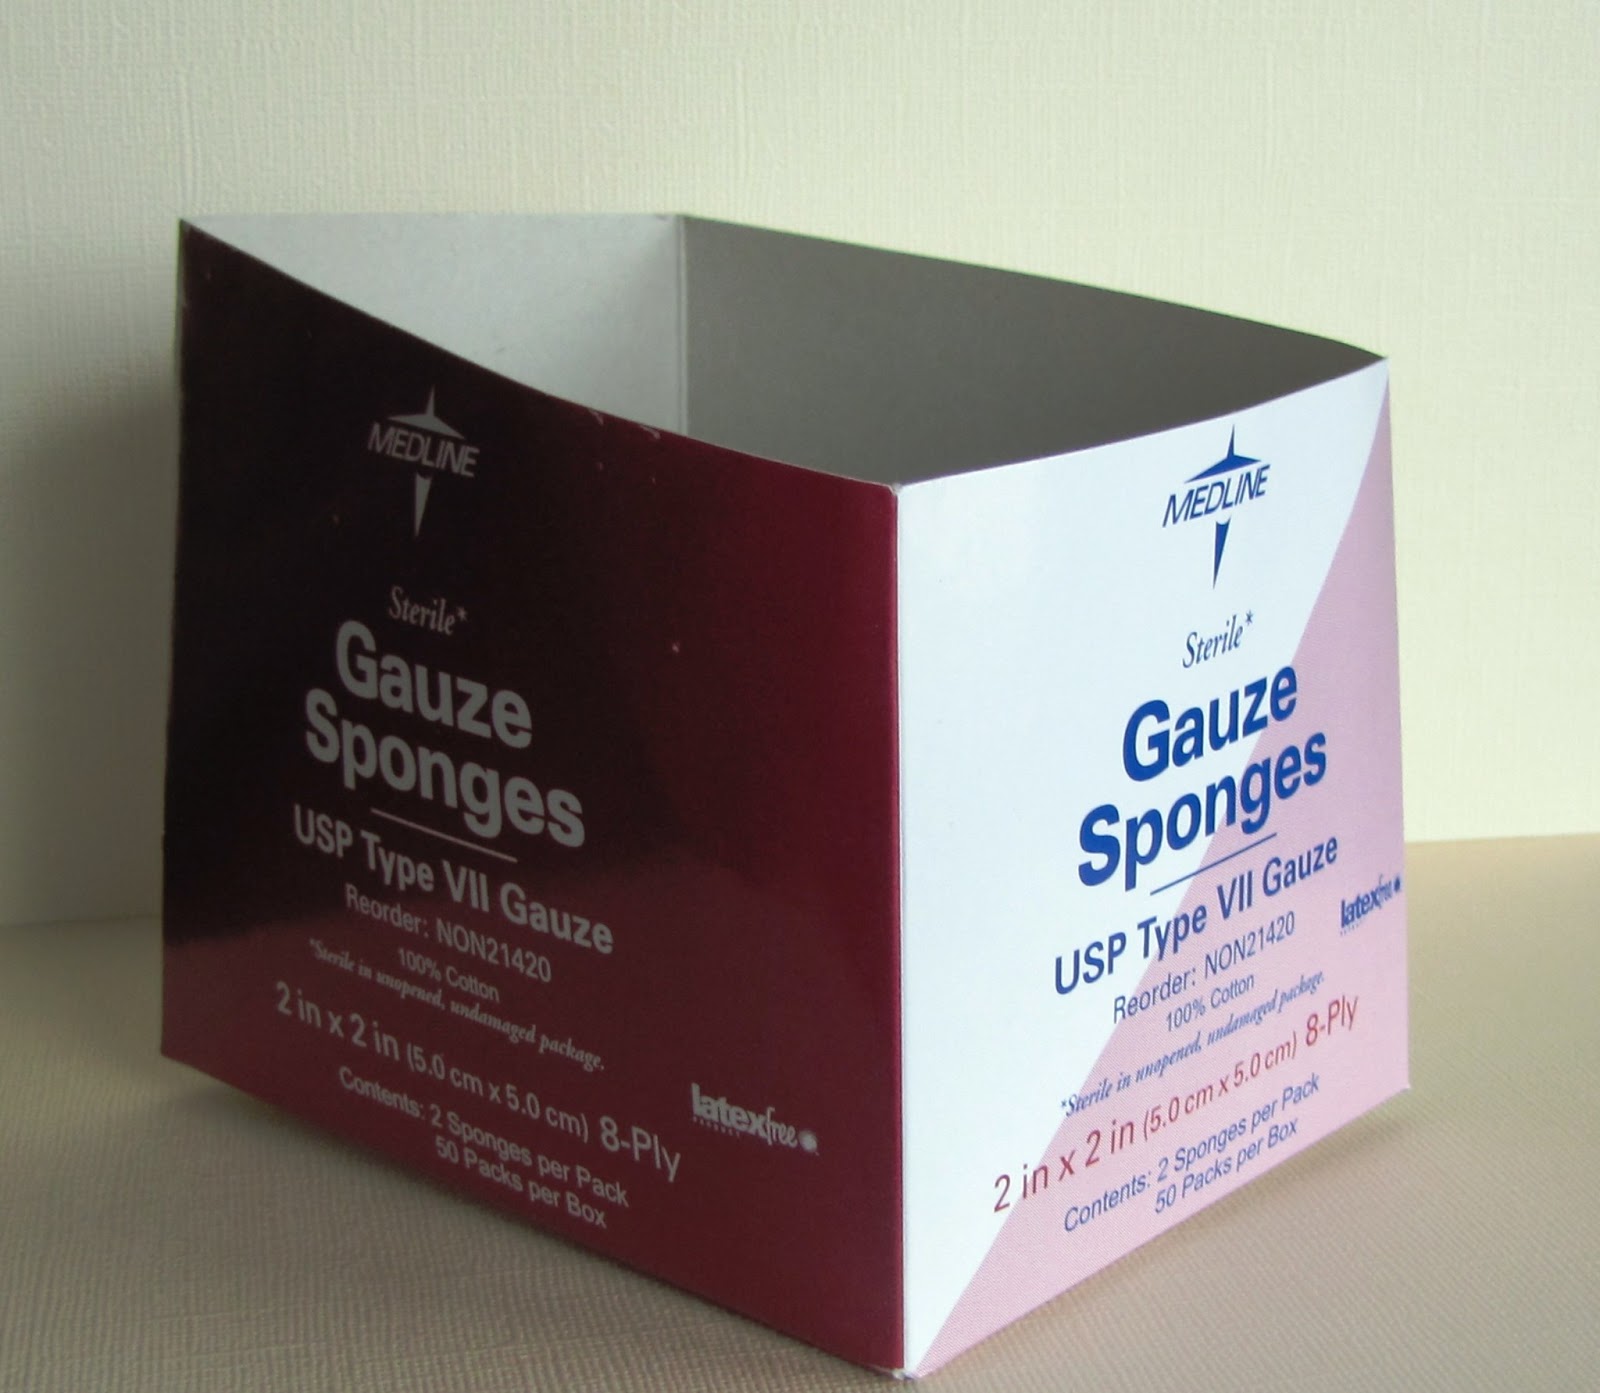 MEDLINE
Sterile*
Gauze
Sponges
USP Type VII Gauze
Reorder: NON21420
100% Cotton
*Sterile in unopened, undamaged package.
2 in x 2 in (5.0 cm x 5.0 cm) 8-Ply
Contents: 2 Sponges per Pack
50 Packs per Box
latexfree
MEDLINE
Sterile*
Gauze
Sponges
USP Type VII Gauze
Reorder: NON21420
100% Cotton
*Sterile in unopened, undamaged package.
2 in x 2 in (5.0 cm x 5.0 cm) 8-Ply
Contents: 2 Sponges per Pack
50 Packs per Box
latexfree